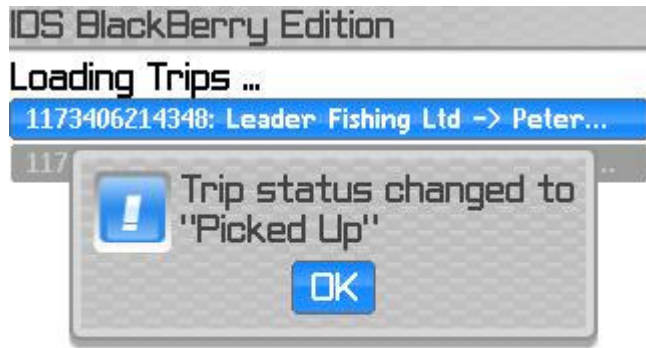 IDS BlackBerry Edition
Loading Trips ...
1173406214348: Leader Fishing Ltd -> Peter...
117
Trip status changed to
"Picked Up"
OK